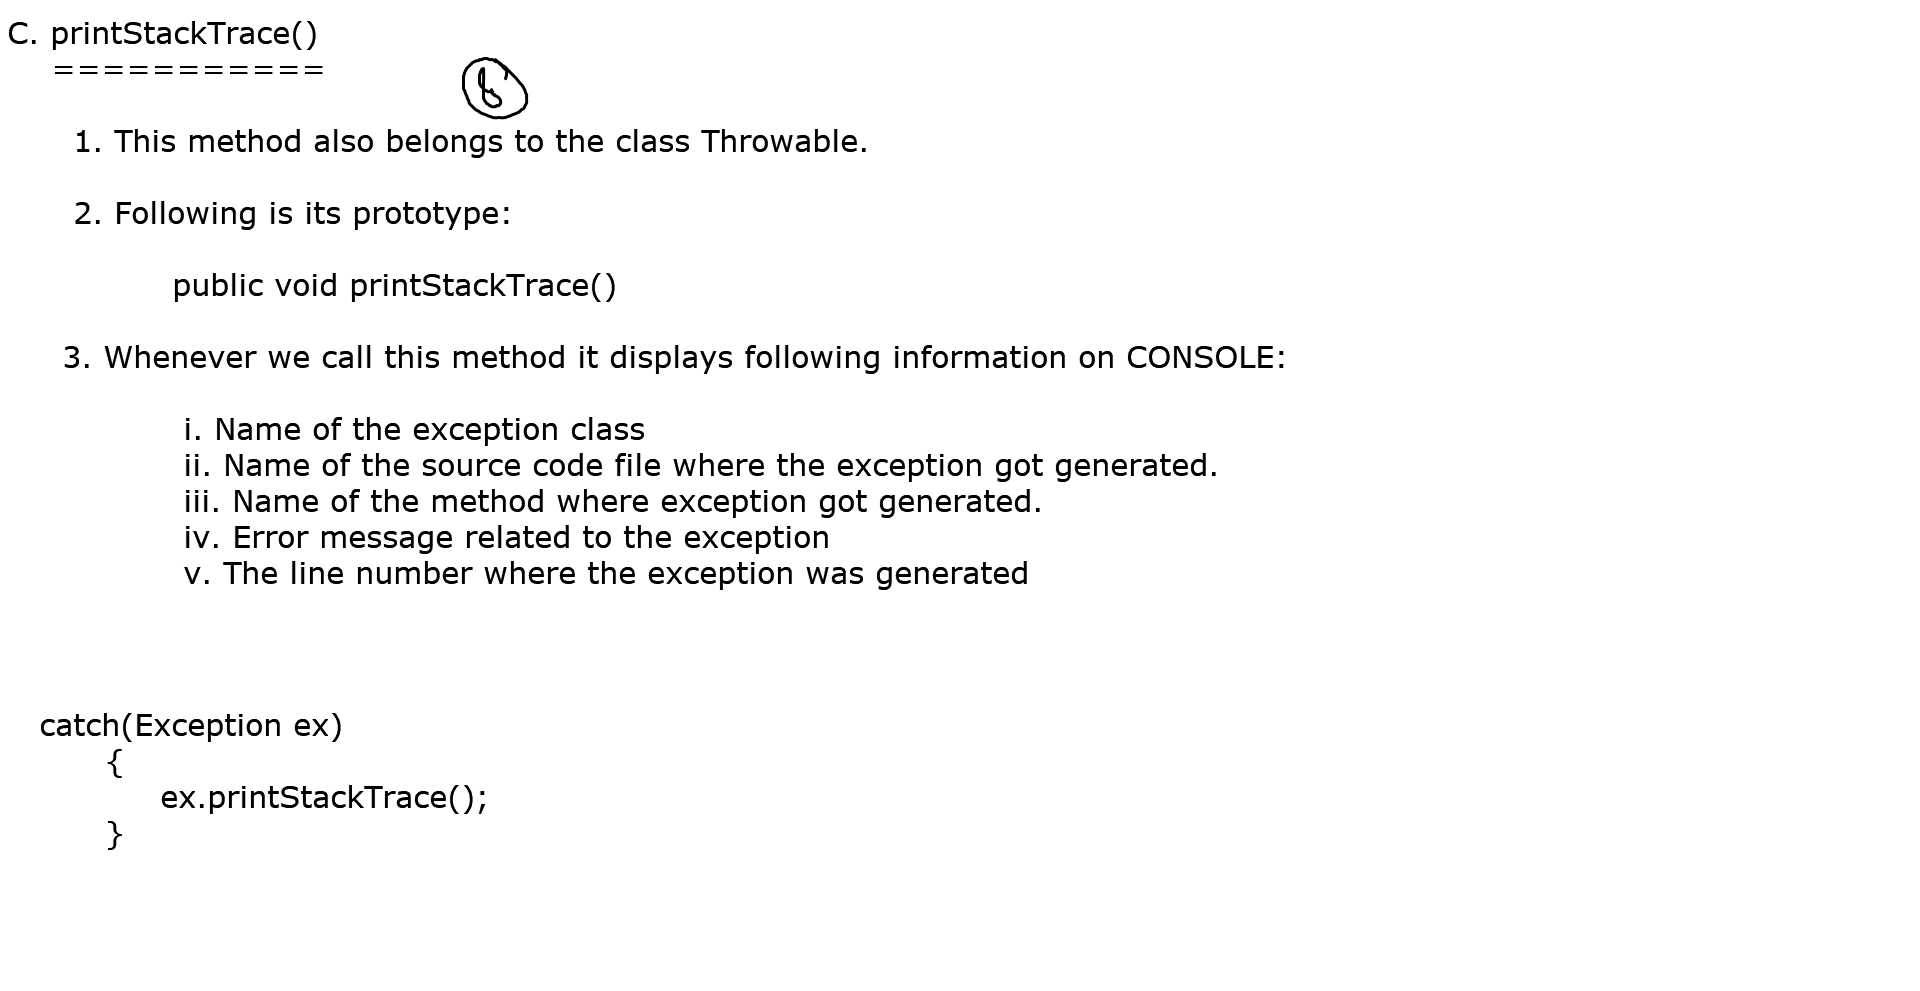 C. printStackTrace()
===========
1. This method also belongs to the class Throwable.
2. Following is its prototype:
public void printStackTrace()
3. Whenever we call this method it displays following information on CONSOLE:
i. Name of the exception class
ii. Name of the source code file where the exception got generated.
iii. Name of the method where exception got generated.
iv. Error message related to the exception
v. The line number where the exception was generated
catch(Exception ex)
{
ex.printStackTrace();
}